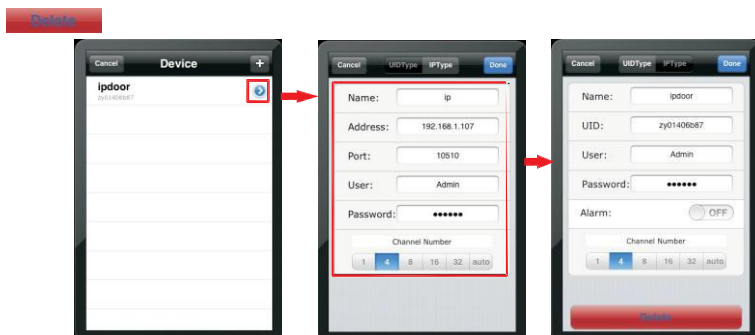 Delete
Cancel Device +
ipdoor
zy01406b87
Cancel UIDType IPType Done
Name: ip
Address: 192.168.1.107
Port: 10510
User: Admin
Password: ••••••
Channel Number
1 4 8 16 32 auto
Cancel UIDType IPType Done
Name: ipdoor
UID: zy01406b87
User: Admin
Password: ••••••
Alarm: OFF
Channel Number
1 4 8 16 32 auto
Delete